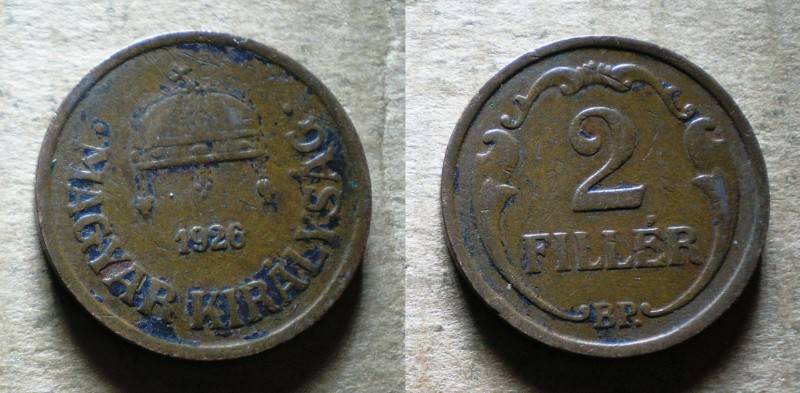 MAGYAR KIRÁLYSÁG.
1926
2
FILLÉR
BP.